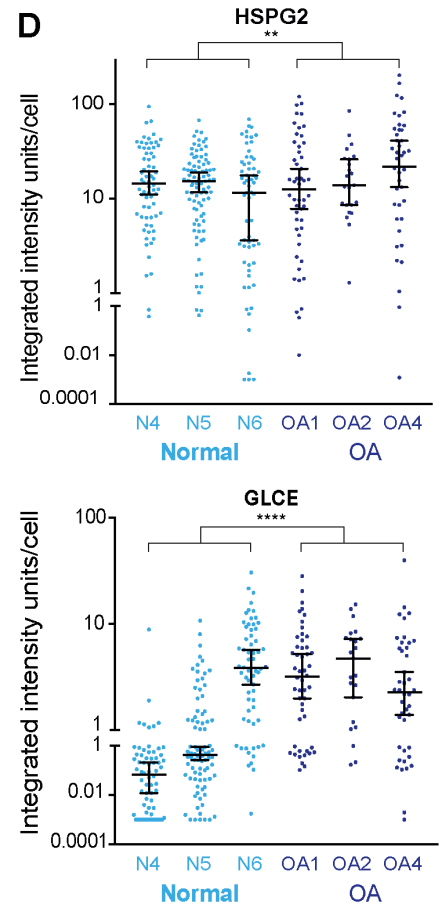 D
HSPG2
**
Integrated intensity units/cell
100
10
1
1
0.01
0.0001
N4 N5 N6 OA1 OA2 OA4
Normal OA
GLCE
****
Integrated intensity units/cell
100
10
1
1
0.01
0.0001
N4 N5 N6 OA1 OA2 OA4
Normal OA